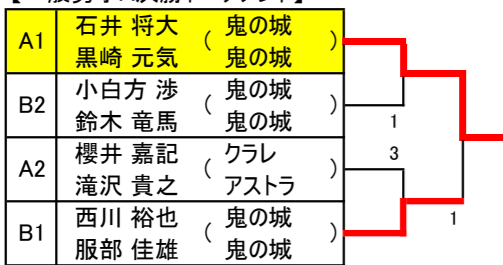 A1 石井 将大 ( 鬼の城 )
黒崎 元気 鬼の城
B2 小白方 渉 ( 鬼の城 )
鈴木 竜馬 鬼の城
1
A2 櫻井 嘉記 ( クラレ )
滝沢 貴之 アストラ
3
B1 西川 裕也 ( 鬼の城 )
服部 佳雄 鬼の城
1